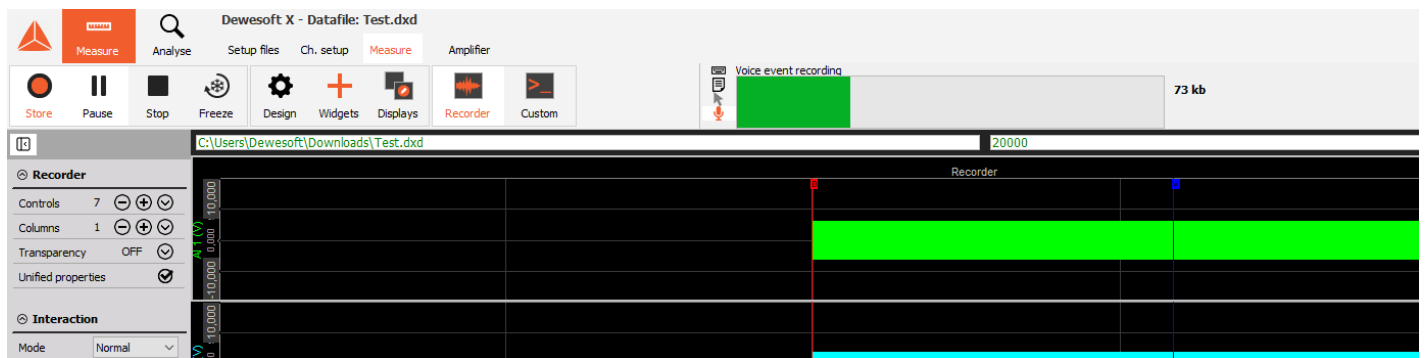 Dewesoft X - Datafile: Test.dxd
Measure
Analyse
Setup files
Ch. setup
Measure
Amplifier
Store
Pause
Stop
Freeze
Design
Widgets
Displays
Recorder
Custom
Voice event recording
73 kb
C:\Users\Dewesoft\Downloads\Test.dxd
20000
Recorder
Controls 7
Columns 1
Transparency OFF
Unified properties
Interaction
Mode Normal
Recorder
10,000
0,000
-10,000
AI 1 (V)
10,000